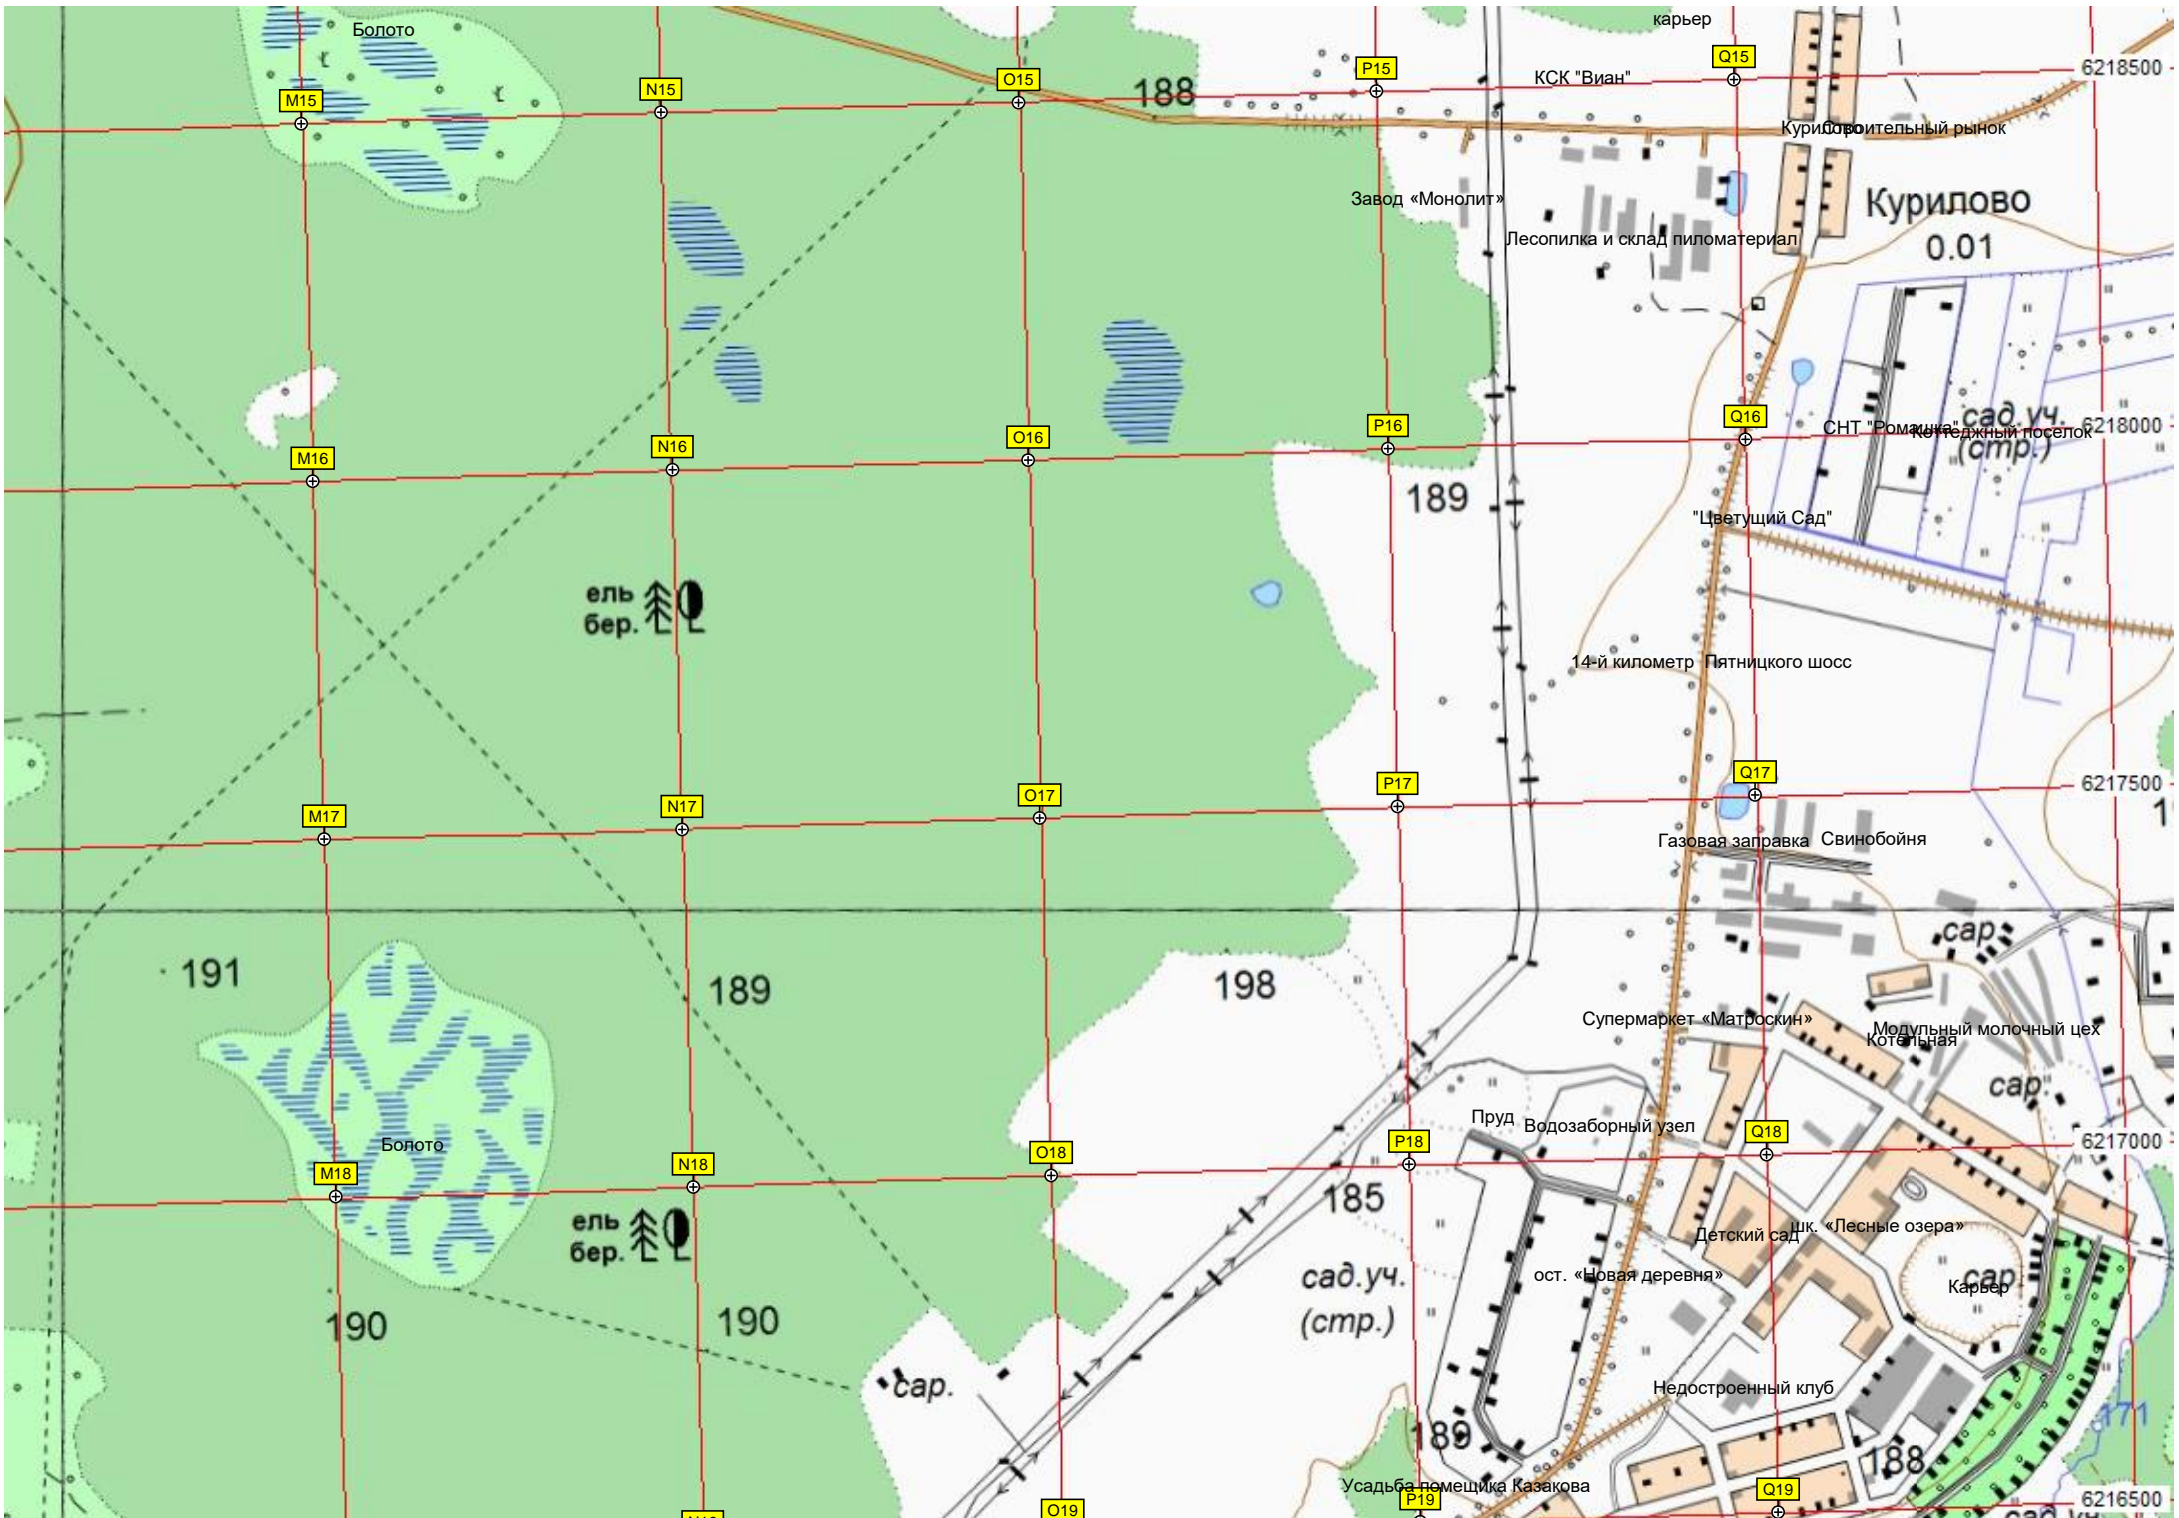 Болото
карьер
M15
N15
O15
P15
Q15
6218500
188
КСК "Виан"
Строительный рынок
Завод «Монолит»
Курилово
0.01
Лесопилка и склад пиломатериал
M16
N16
O16
P16
Q16
СНТ "Ромашка"
Коттеджный поселок
сад.уч.
(стр.)
6218000
189
"Цветущий Сад"
ель
бер.
14-й километр Пятницкого шосс
M17
N17
O17
P17
Q17
6217500
Газовая заправка
Свинобойня
191
189
198
сар.
Супермаркет «Матроскин»
Модульный молочный цех
Котельная
сар.
Пруд
Водозаборный узел
Болото
M18
N18
O18
P18
Q18
6217000
185
ель
бер.
Детский сад
шк. «Лесные озера»
сад.уч.
(стр.)
ост. «Новая деревня»
сар.
Карьер
190
190
сар.
Недостроенный клуб
171
189
188
Усадьба помещика Казакова
O19
P19
Q19
6216500